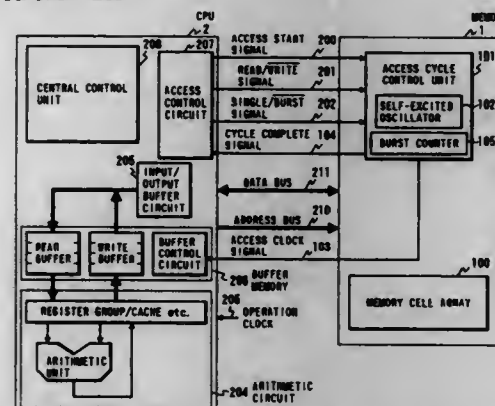 CPU
2
MEM
1
208
207
ACCESS START
SIGNAL
200
READ/WRITE
SIGNAL
201
SINGLE/BURST
SIGNAL
202
CYCLE COMPLETE
SIGNAL
104
CENTRAL CONTROL
UNIT
ACCESS
CONTROL
CIRCUIT
ACCESS CYCLE
CONTROL UNIT
101
SELF-EXCITED
OSCILLATOR
102
BURST COUNTER
105
205
INPUT/
OUTPUT
BUFFER
CIRCUIT
211
DATA BUS
210
ADDRESS BUS
ACCESS CLOCK
SIGNAL
103
BUFFER
WRITE
BUFFER
BUFFER
CONTROL
CIRCUIT
BUFFER
MEMORY
100
MEMORY CELL ARRAY
REGISTER GROUP/CACHE etc.
OPERATION
CLOCK
ARITHMETIC
UNIT
204
ARITHMETIC
CIRCUIT